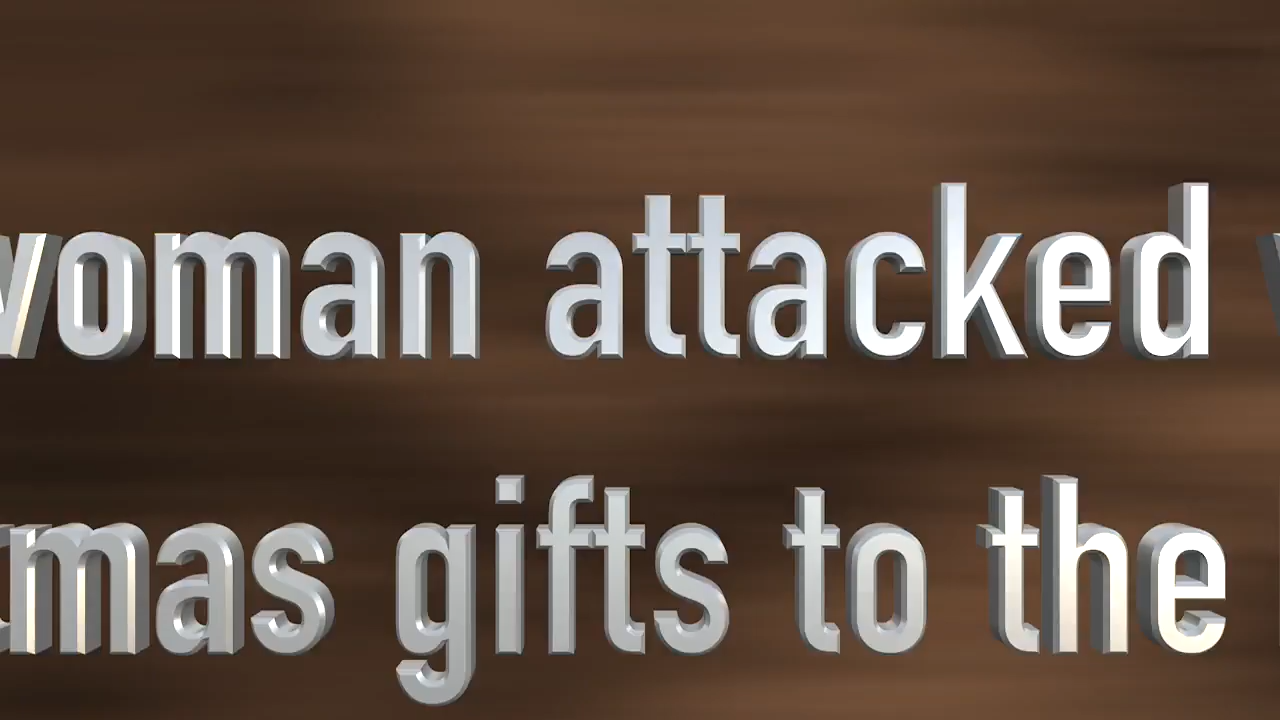 woman attacked
mas gifts to the